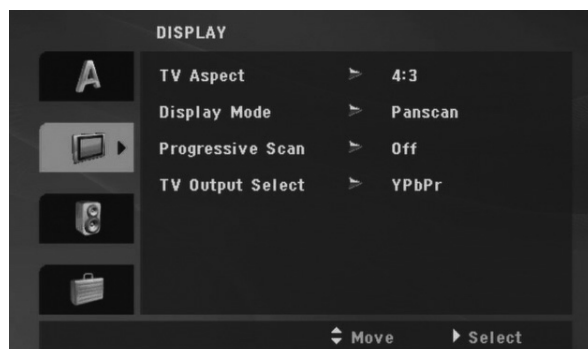 DISPLAY
A
TV Aspect 4:3
Display Mode Panscan
Progressive Scan Off
TV Output Select YPbPr
Move Select